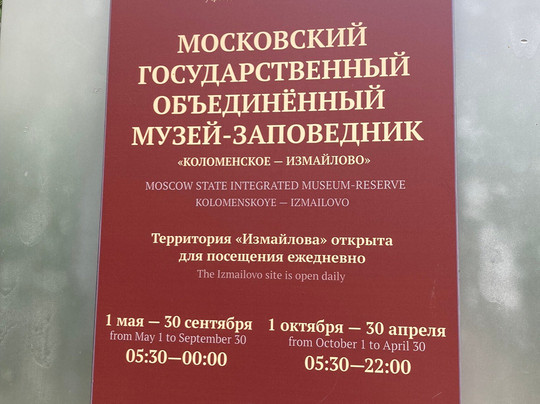 МОСКОВСКИЙ
ГОСУДАРСТВЕННЫЙ
ОБЪЕДИНЁННЫЙ
МУЗЕЙ-ЗАПОВЕДНИК
«КОЛОМЕНСКОЕ — ИЗМАЙЛОВО»
MOSCOW STATE INTEGRATED MUSEUM-RESERVE
KOLOMENSKOYE — IZMAILOVO
Территория «Измайлова» открыта
для посещения ежедневно
The Izmailovo site is open daily
1 мая — 30 сентября
from May 1 to September 30
05:30—00:00
1 октября — 30 апреля
from October 1 to April 30
05:30—22:00